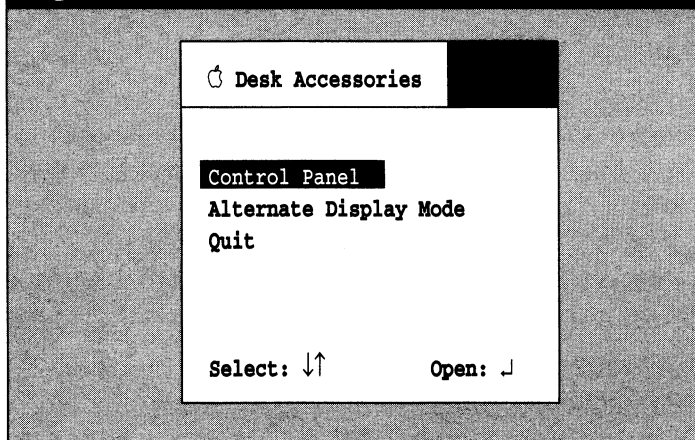 Desk Accessories
Control Panel
Alternate Display Mode
Quit
Select: ↓↑ Open: ↵